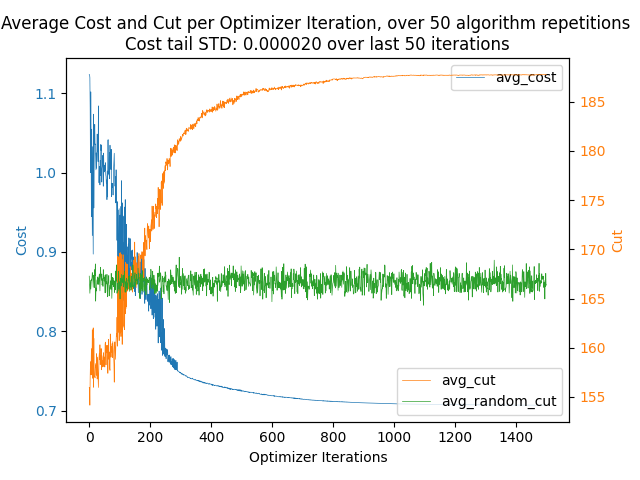 Average Cost and Cut per Optimizer Iteration, over 50 algorithm repetitions
Cost tail STD: 0.000020 over last 50 iterations
avg_cost
1.1
1.0
0.9
0.8
0.7
Cost
185
180
175
170
165
160
155
Cut
avg_cut
avg_random_cut
0
200
400
600
800
1000
1200
1400
Optimizer Iterations